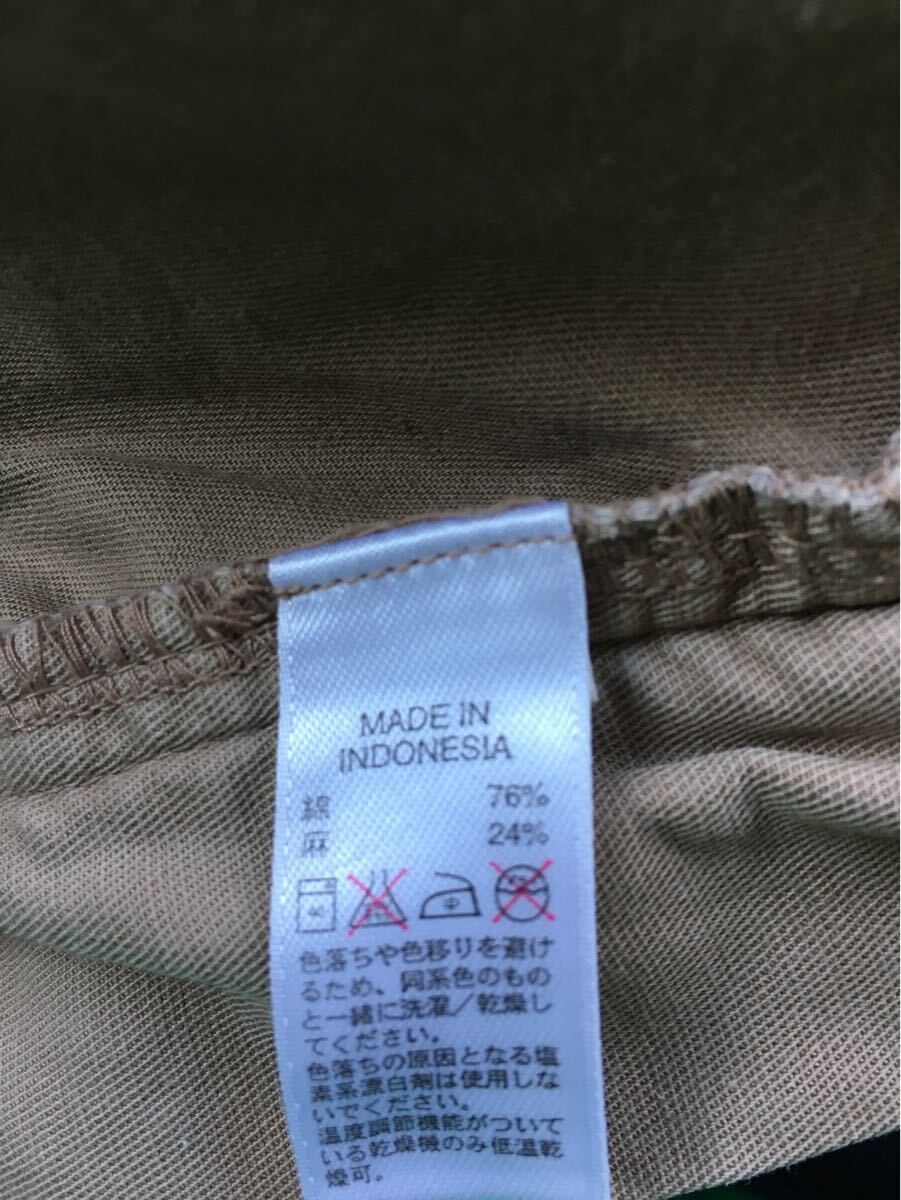 MADE IN
INDONESIA
綿 76%
麻 24%
40 中
色落ちや色移りを避け
るため、同系色のもの
と一緒に洗濯/乾燥し
てください。
色落ちの原因となる塩
素系漂白剤は使用しな
いでください。
温度調節機能がついて
いる乾燥機のみ低温乾
燥可。